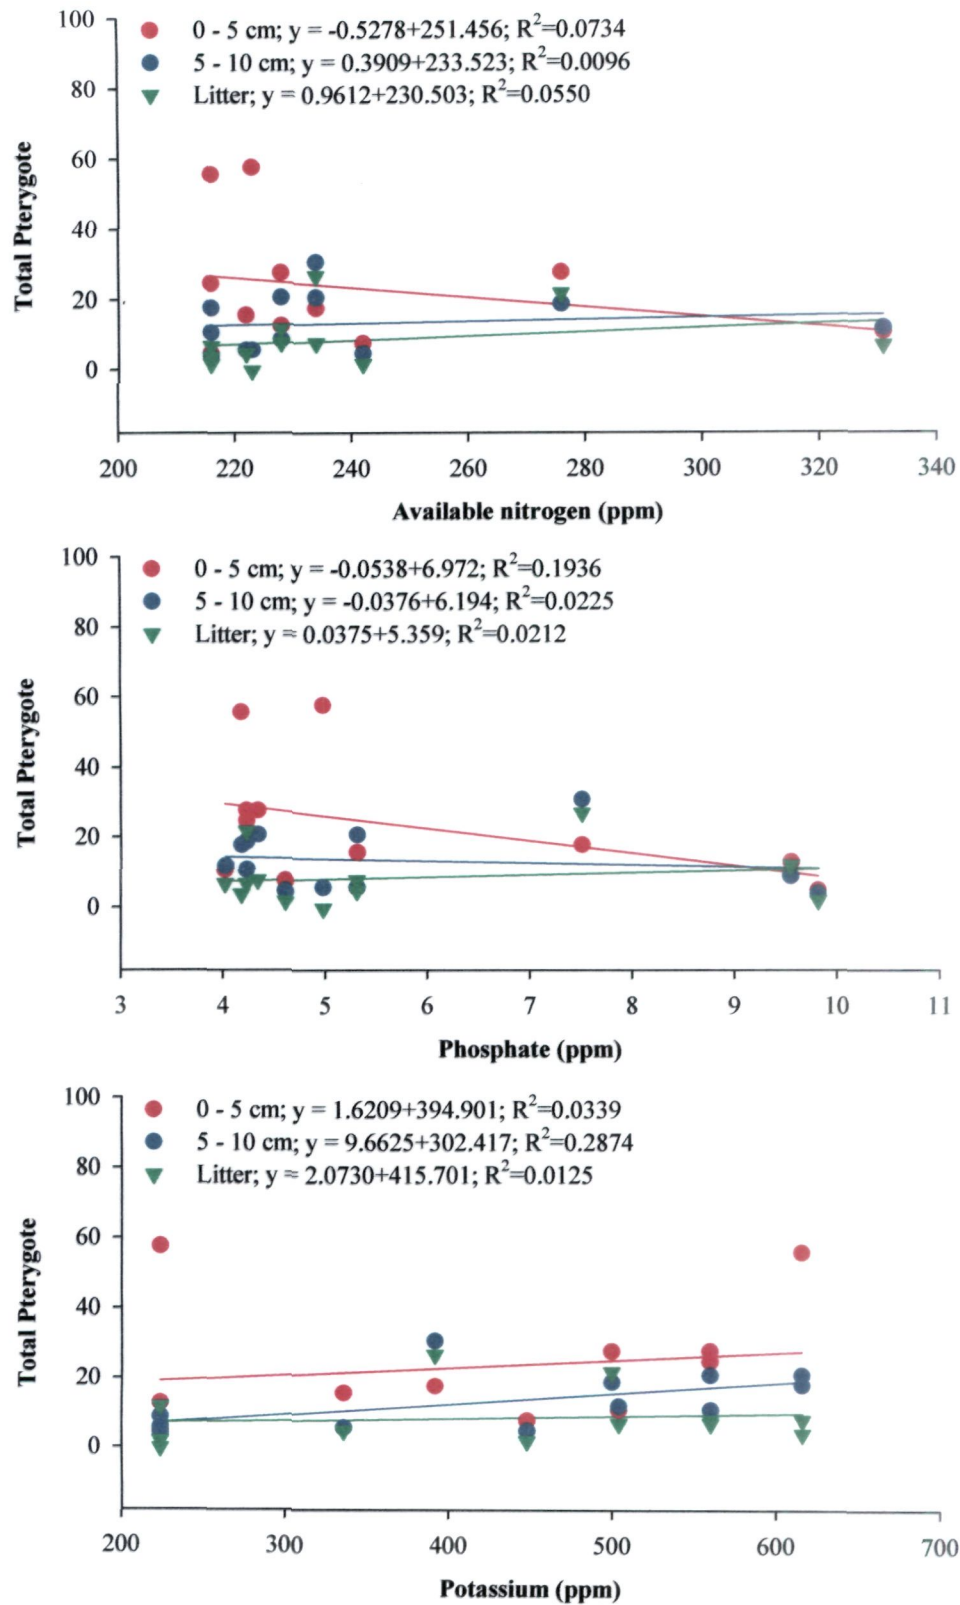 100
80
60
40
20
0
Total Pterygote
0 - 5 cm; y = -0.5278+251.456; R²=0.0734
5 - 10 cm; y = 0.3909+233.523; R²=0.0096
Litter; y = 0.9612+230.503; R²=0.0550
200 220 240 260 280 300 320 340
Available nitrogen (ppm)
100
80
60
40
20
0
Total Pterygote
0 - 5 cm; y = -0.0538+6.972; R²=0.1936
5 - 10 cm; y = -0.0376+6.194; R²=0.0225
Litter; y = 0.0375+5.359; R²=0.0212
3 4 5 6 7 8 9 10 11
Phosphate (ppm)
100
80
60
40
20
0
Total Pterygote
0 - 5 cm; y = 1.6209+394.901; R²=0.0339
5 - 10 cm; y = 9.6625+302.417; R²=0.2874
Litter; y = 2.0730+415.701; R²=0.0125
200 300 400 500 600 700
Potassium (ppm)